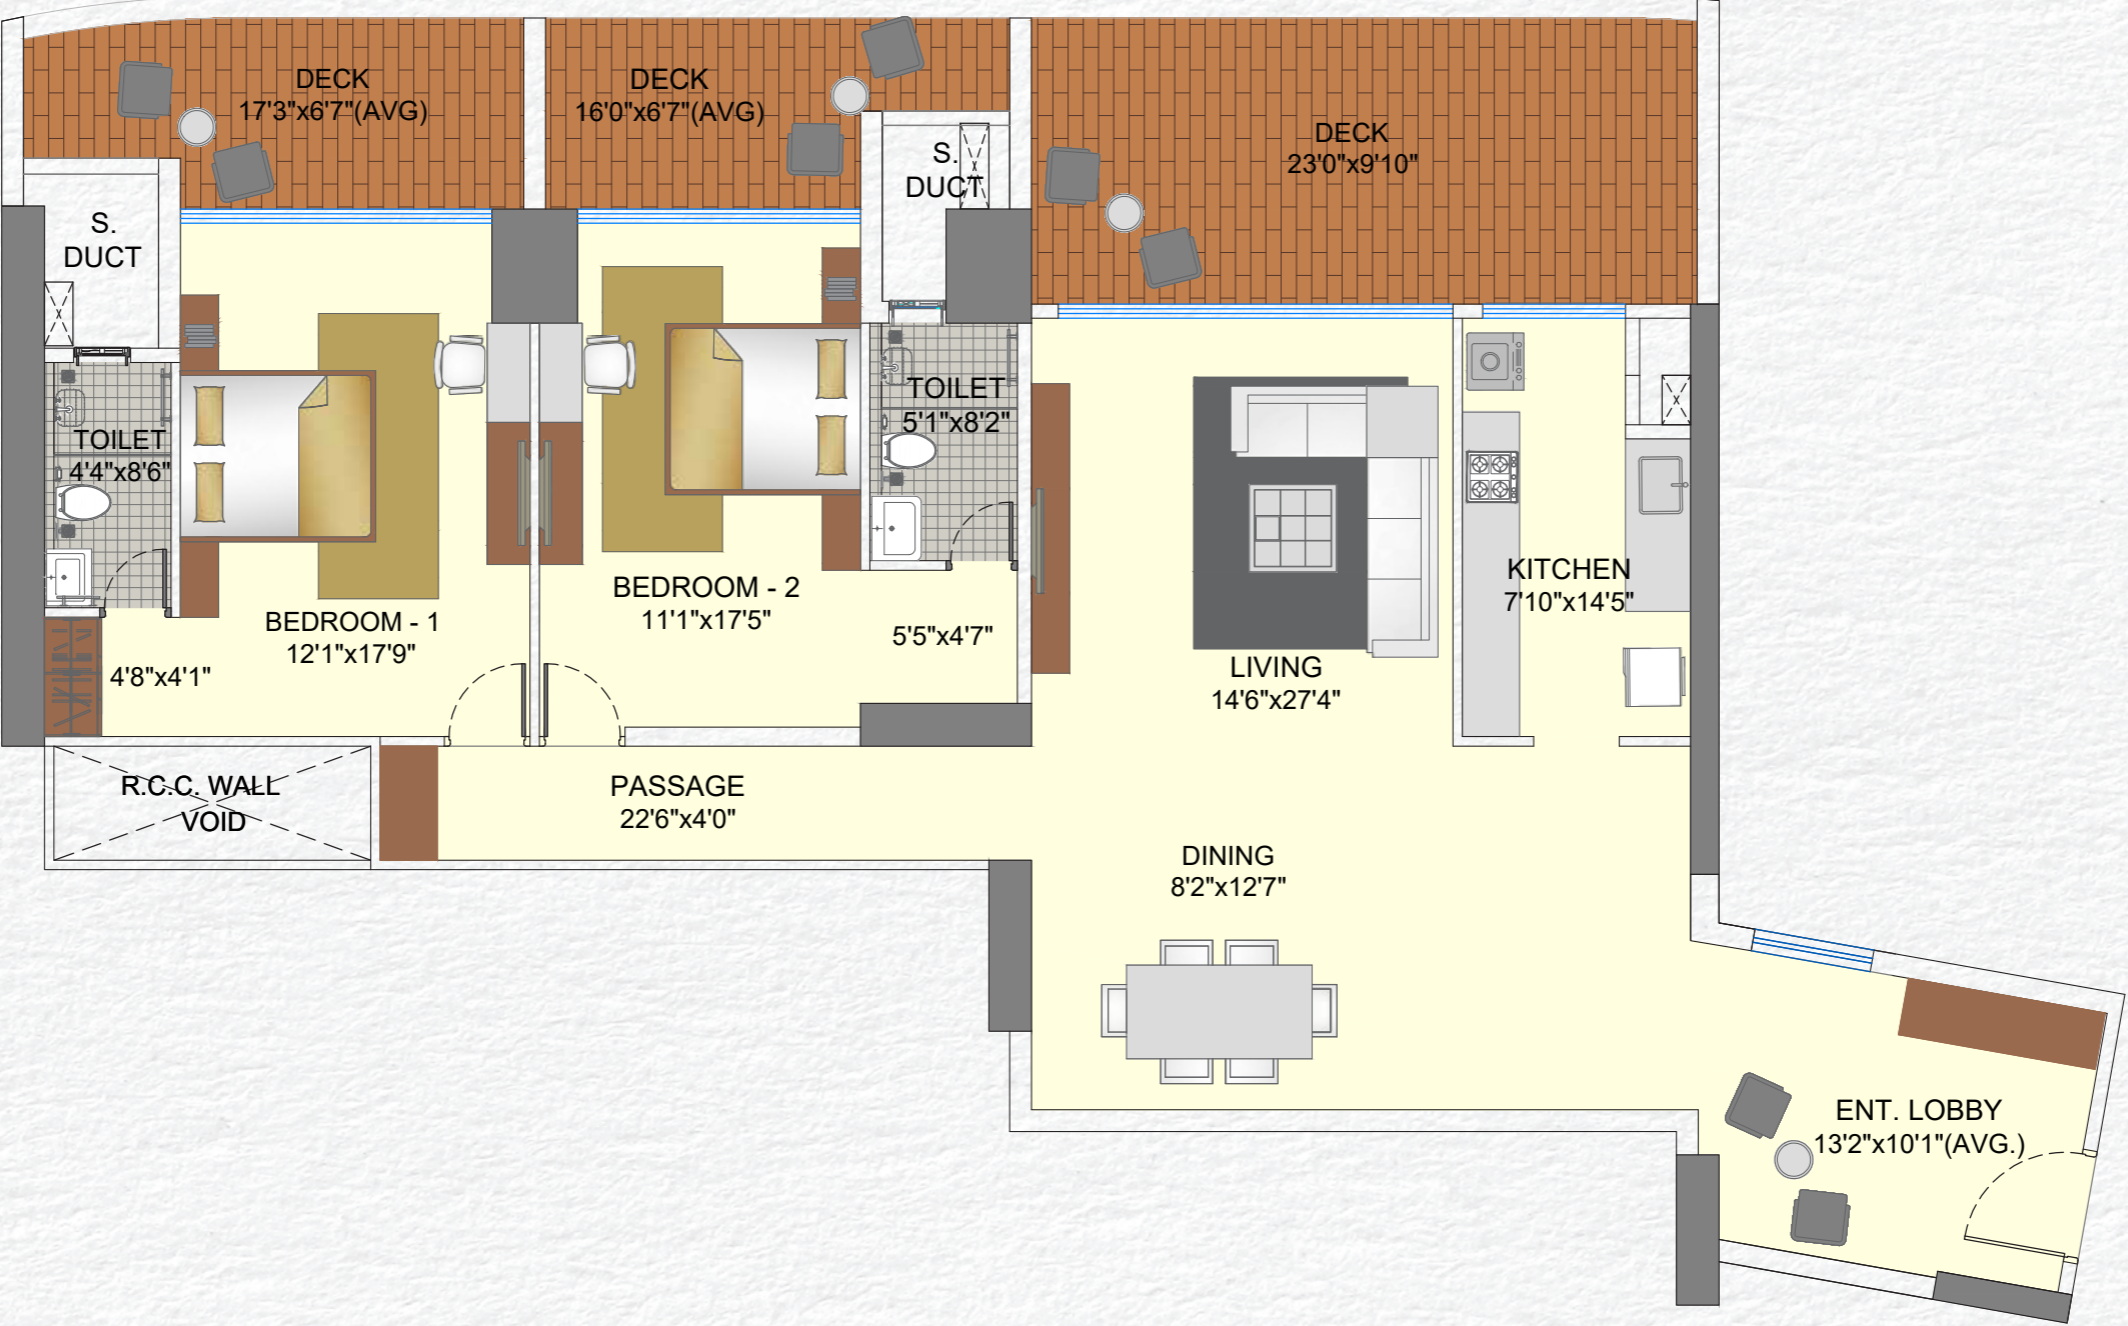 DECK
17'3"x6'7"(AVG)
DECK
16'0"x6'7"(AVG)
DECK
23'0"x9'10"
S.
DUCT
S.
DUCT
TOILET
4'4"x8'6"
TOILET
5'1"x8'2"
BEDROOM - 1
12'1"x17'9"
4'8"x4'1"
BEDROOM - 2
11'1"x17'5"
5'5"x4'7"
LIVING
14'6"x27'4"
KITCHEN
7'10"x14'5"
R.C.C. WALL
VOID
PASSAGE
22'6"x4'0"
DINING
8'2"x12'7"
ENT. LOBBY
13'2"x10'1"(AVG.)